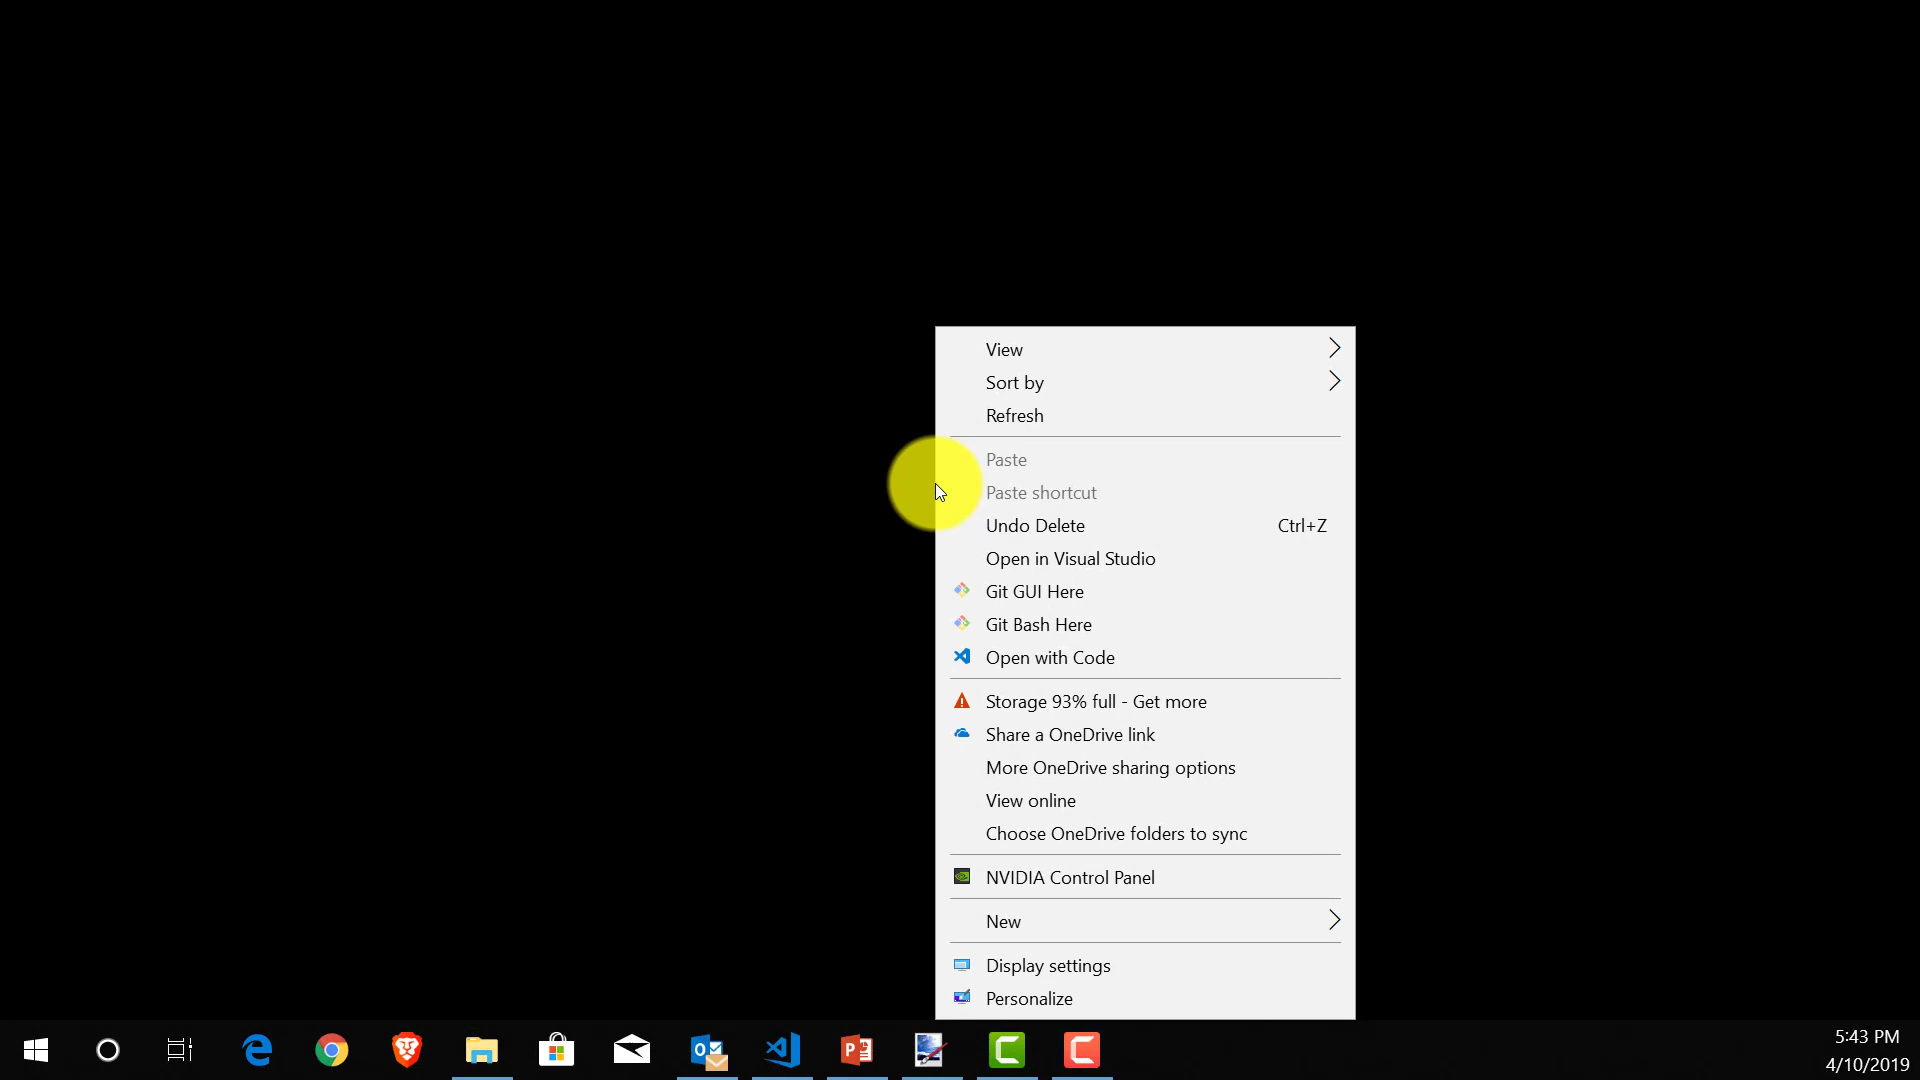 View
Sort by
Refresh
Paste
Paste shortcut
Undo Delete Ctrl+Z
Open in Visual Studio
Git GUI Here
Git Bash Here
Open with Code
Storage 93% full - Get more
Share a OneDrive link
More OneDrive sharing options
View online
Choose OneDrive folders to sync
NVIDIA Control Panel
New
Display settings
Personalize
5:43 PM
4/10/2019